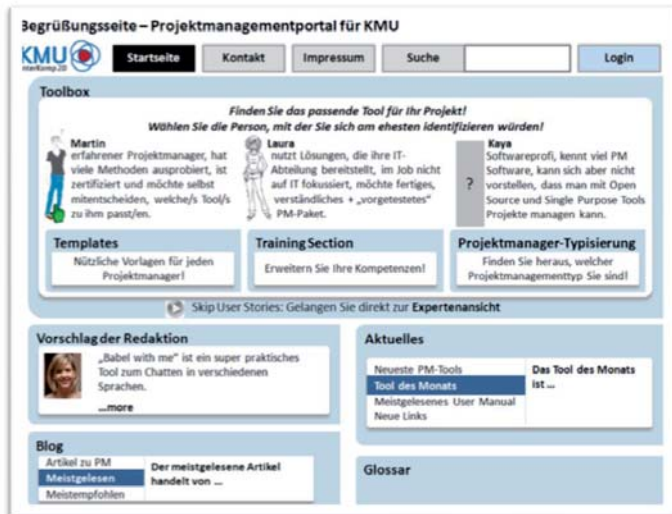 Begrüßungsseite – Projektmanagementportal für KMU
KMU
Startseite
Kontakt
Impressum
Suche
Login
Toolbox
Finden Sie das passende Tool für Ihr Projekt!
Wählen Sie die Person, mit der Sie sich am ehesten identifizieren würden!
Martin
erfahrener Projektmanager, hat
viele Methoden ausprobiert, ist
zertifiziert und möchte selbst
mitentscheiden, welche/s Tool/s
zu ihm passt/en.
Laura
nutzt Lösungen, die ihre IT-
Abteilung bereitstellt, im Job nicht
auf IT fokussiert, möchte fertiges,
verständliches + „vorgetestetes“
PM-Paket.
?
Kaya
Softwareprofi, kennt viel PM
Software, kann sich aber nicht
vorstellen, dass man mit Open
Source und Single Purpose Tools
Projekte managen kann.
Templates
Nützliche Vorlagen für jeden
Projektmanager!
Training Section
Erweitern Sie Ihre Kompetenzen!
Projektmanager-Typisierung
Finden Sie heraus, welcher
Projektmanagementtyp Sie sind!
Skip User Stories: Gelangen Sie direkt zur Expertenansicht
Vorschlag der Redaktion
„Babel with me“ ist ein super praktisches
Tool zum Chatten in verschiedenen
Sprachen.
...more
Aktuelles
Neueste PM-Tools
Tool des Monats
Meistgelesenes User Manual
Neue Links
Das Tool des Monats
ist ...
Blog
Artikel zu PM
Meistgelesen
Meistempfohlen
Der meistgelesene Artikel
handelt von ...
Glossar